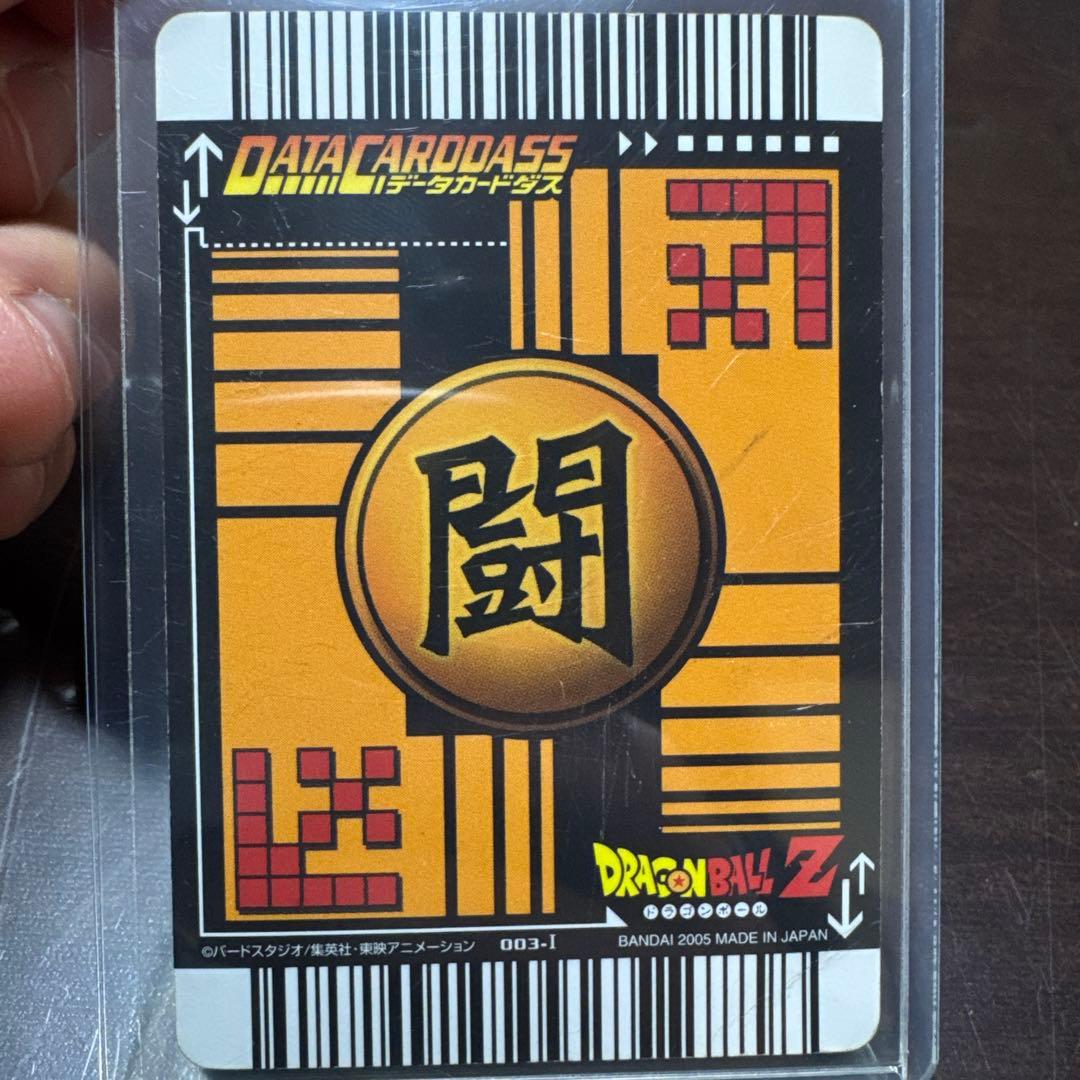 DATACARDDASS
データカードダス
闘
DRAGONBALL Z
ドラゴンボール
©バードスタジオ/集英社・東映アニメーション 003-I BANDAI 2005 MADE IN JAPAN